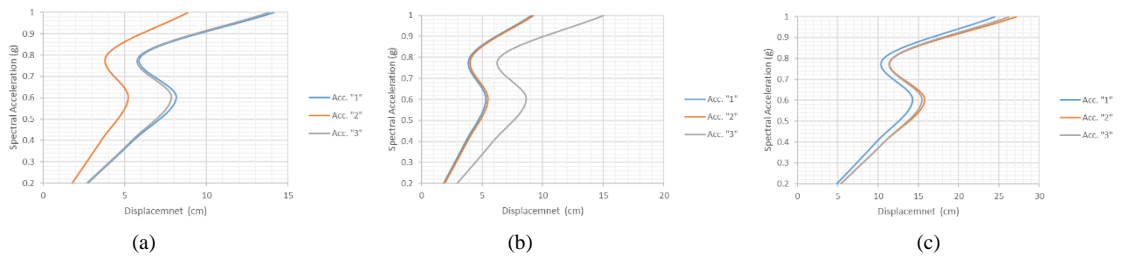 1
0.9
0.8
0.7
0.6
0.5
0.4
0.3
0.2
Spectral Acceleration (g)
0 5 10 15
Displacemnet (cm)
Acc. "1"
Acc. "2"
Acc. "3"
(a)
1
0.9
0.8
0.7
0.6
0.5
0.4
0.3
0.2
Spectral Acceleration (g)
0 5 10 15 20
Displacemnet (cm)
Acc. "1"
Acc. "2"
Acc. "3"
(b)
1
0.9
0.8
0.7
0.6
0.5
0.4
0.3
0.2
Spectral Acceleration (g)
0 5 10 15 20 25 30
Displacemnet (cm)
Acc. "1"
Acc. "2"
Acc. "3"
(c)